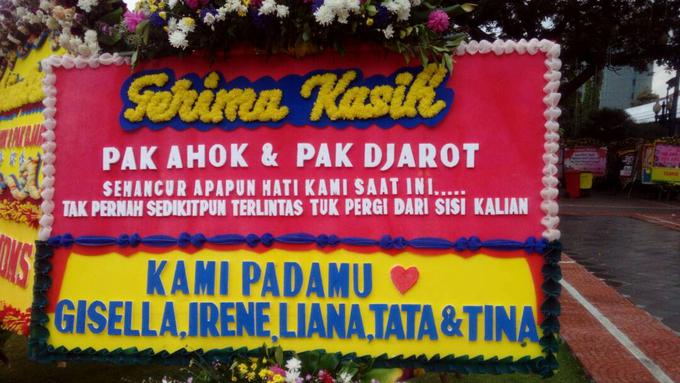 Terima Kasih
PAK AHOK & PAK DJAROT
SEHANCUR APAPUN HATI KAMI SAAT INI.....
TAK PERNAH SEDIKITPUN TERLINTAS TUK PERGI DARI SISI KALIAN
KAMI PADAMU
GISELLA, IRENE, LIANA, TATA & TINA